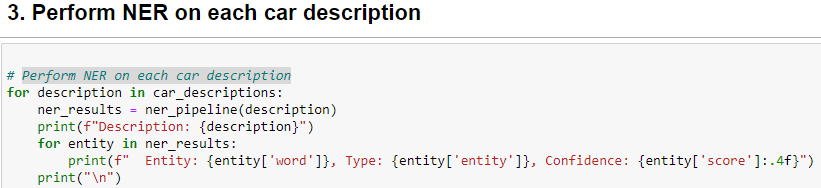 3. Perform NER on each car description
# Perform NER on each car description
for description in car_descriptions:
    ner_results = ner_pipeline(description)
    print(f"Description: {description}")
    for entity in ner_results:
        print(f"  Entity: {entity['word']}, Type: {entity['entity']}, Confidence: {entity['score']:.4f}")
    print("\n")